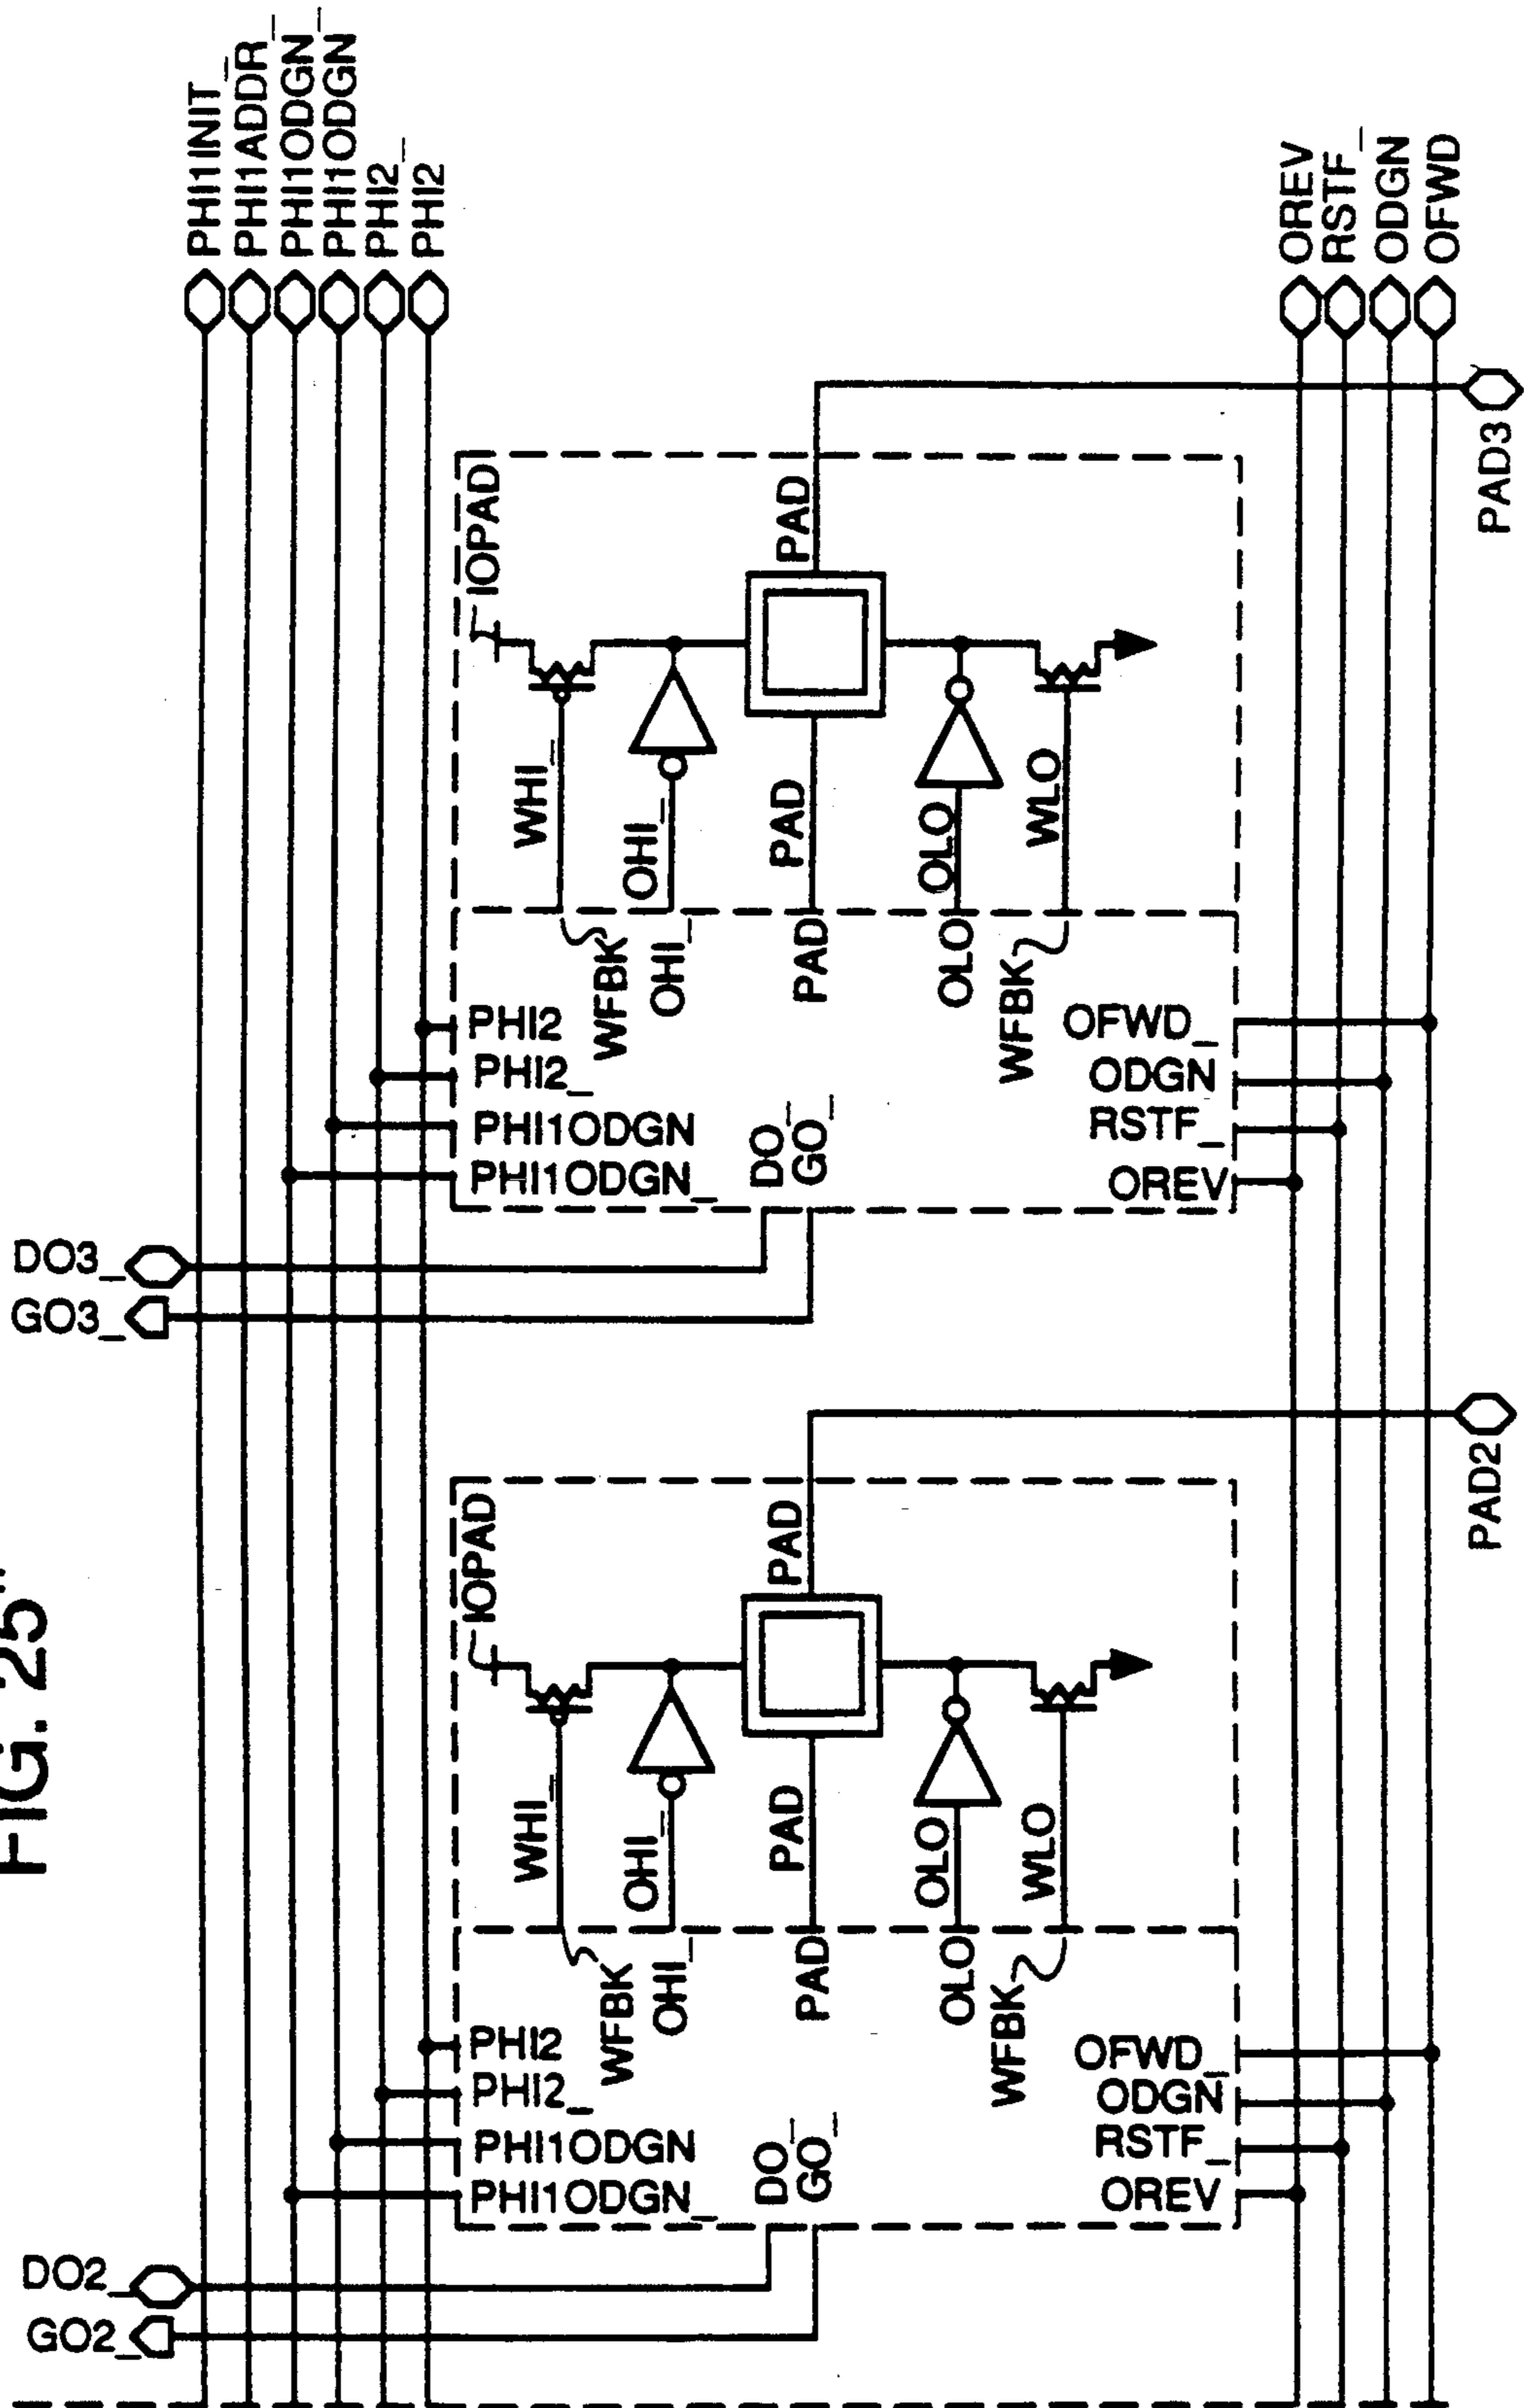 PHI1INIT_
PHI1ADDR_
PHI1ODGN_
PHI1ODGN
PHI2_
PHI2
OREV
RSTF_
ODGN
OFWD
IOPAD
PAD
WHI_
OHI_
PAD
OLO
WLO
WFBK
OHI_
PAD
OLO
WFBK
PHI2
PHI2_
PHI1ODGN
PHI1ODGN_
DO_
GO_
OFWD_
ODGN
RSTF_
OREV
PAD3
DO3_
GO3_
FIG. 25"
IOPAD
PAD
WHI_
OHI_
PAD
OLO
WLO
WFBK
OHI_
PAD
OLO
WFBK
PHI2
PHI2_
PHI1ODGN
PHI1ODGN_
DO_
GO_
OFWD_
ODGN
RSTF_
OREV
PAD2
DO2_
GO2_